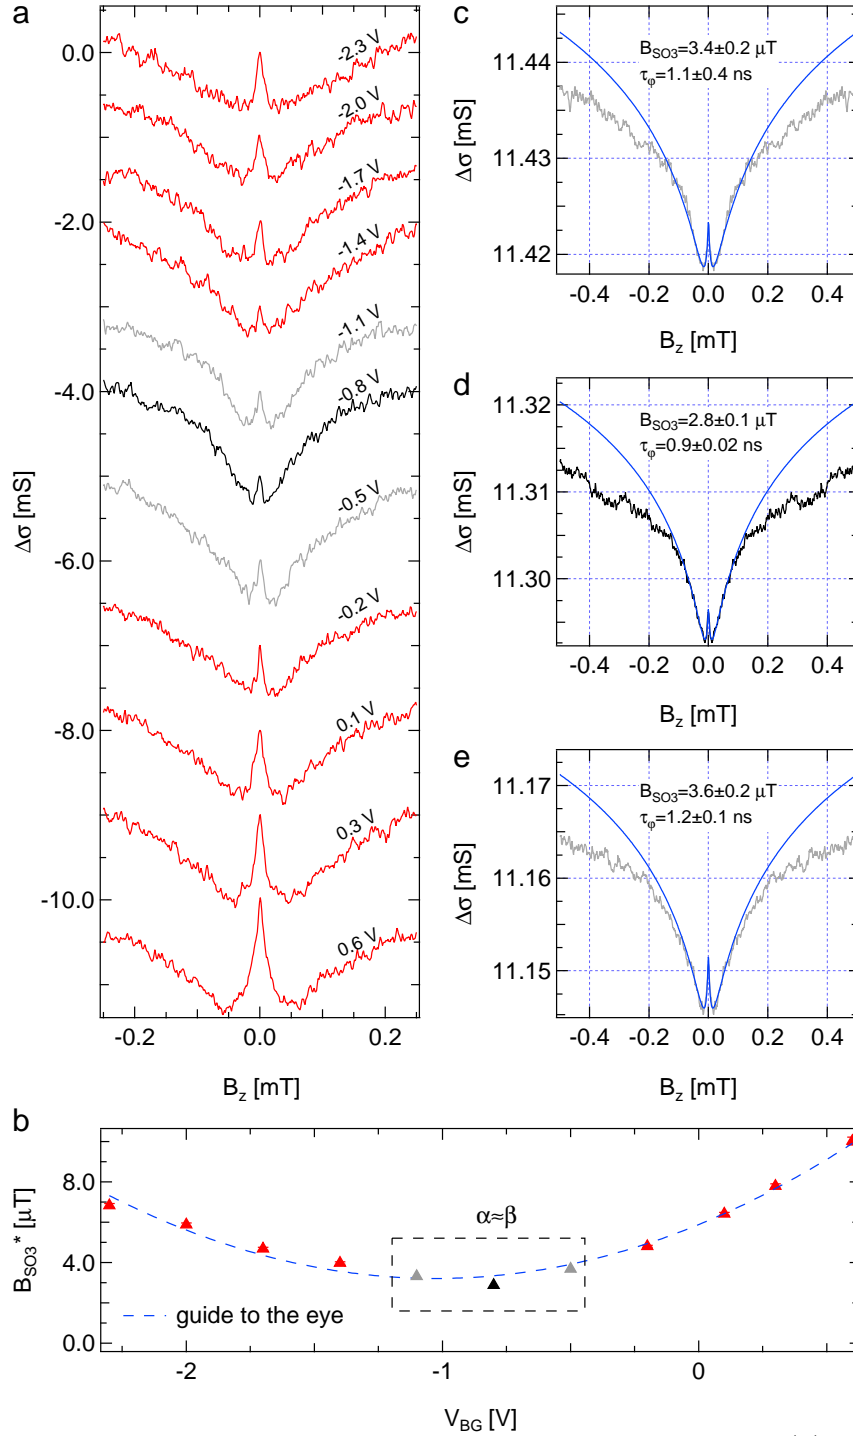 a
0.0
-2.0
-4.0
-6.0
-8.0
-10.0
Δσ [mS]
-2.3 V
-2.0 V
-1.7 V
-1.4 V
-1.1 V
-0.8 V
-0.5 V
-0.2 V
0.1 V
0.3 V
0.6 V
-0.2
0.0
0.2
B_z [mT]
c
B_SO3=3.4±0.2 μT
τ_φ=1.1±0.4 ns
11.44
11.43
11.42
Δσ [mS]
-0.4
0.0
0.2
0.4
B_z [mT]
d
B_SO3=2.8±0.1 μT
τ_φ=0.9±0.02 ns
11.32
11.31
11.30
Δσ [mS]
-0.4
-0.2
0.0
0.2
0.4
B_z [mT]
e
B_SO3=3.6±0.2 μT
τ_φ=1.2±0.1 ns
11.17
11.16
11.15
Δσ [mS]
-0.4
-0.2
0.0
0.2
0.4
B_z [mT]
b
8.0
4.0
0.0
B_SO3* [μT]
α≈β
guide to the eye
-2
-1
0
V_BG [V]